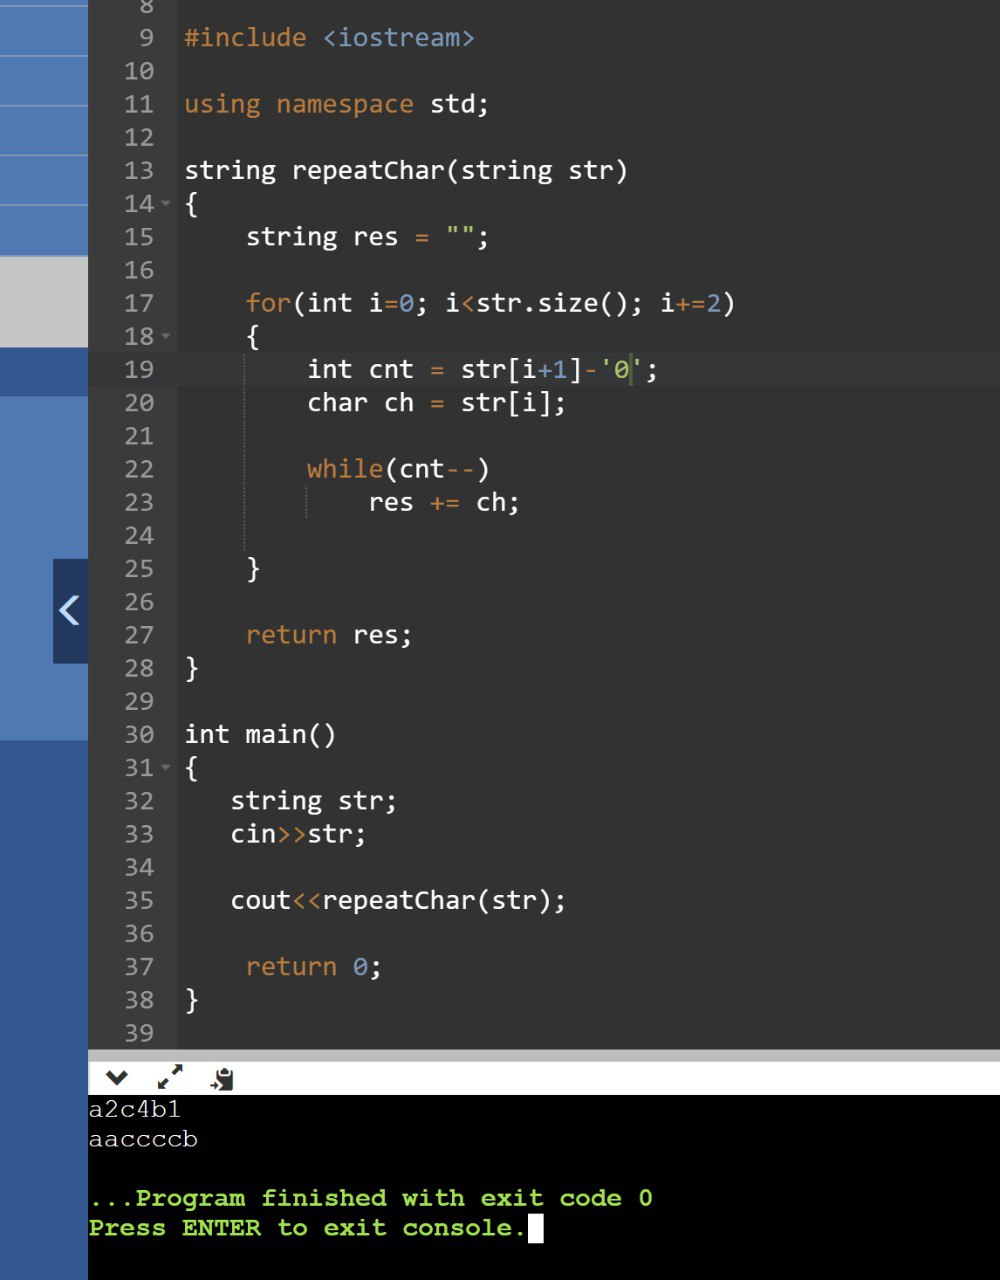 8
9 #include <iostream>
10
11 using namespace std;
12
13 string repeatChar(string str)
14 {
15     string res = "";
16
17     for(int i=0; i<str.size(); i+=2)
18     {
19         int cnt = str[i+1]-'0';
20         char ch = str[i];
21
22         while(cnt--)
23             res += ch;
24
25     }
26
27     return res;
28 }
29
30 int main()
31 {
32    string str;
33    cin>>str;
34
35    cout<<repeatChar(str);
36
37     return 0;
38 }
39
a2c4b1
aaccccb
...Program finished with exit code 0
Press ENTER to exit console.